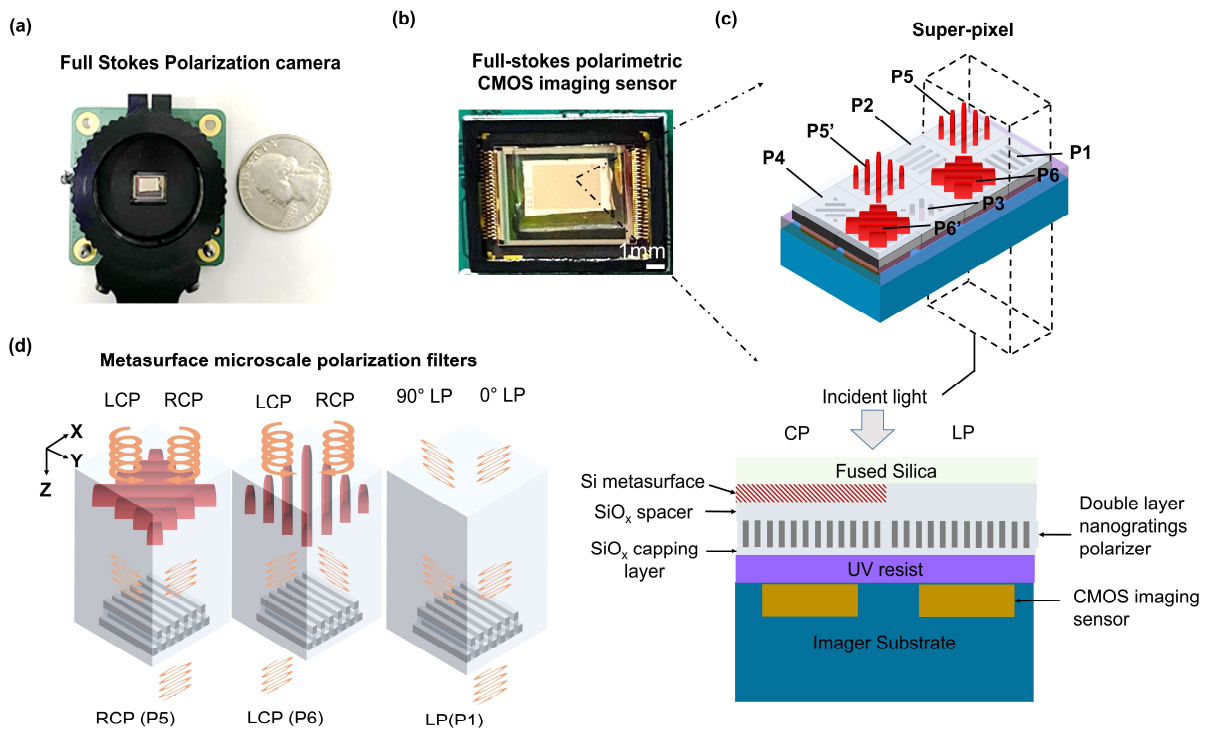 (a)
Full Stokes Polarization camera
(b)
Full-stokes polarimetric
CMOS imaging sensor
1mm
(c)
Super-pixel
P5
P2
P5’
P4
P1
P6
P3
P6’
(d)
Metasurface microscale polarization filters
LCP RCP
LCP RCP
90° LP 0° LP
X
Y
Z
RCP (P5)
LCP (P6)
LP(P1)
Incident light
CP LP
Fused Silica
Si metasurface
SiOx spacer
SiOx capping
layer
Double layer
nanogratings
polarizer
UV resist
CMOS imaging
sensor
Imager Substrate